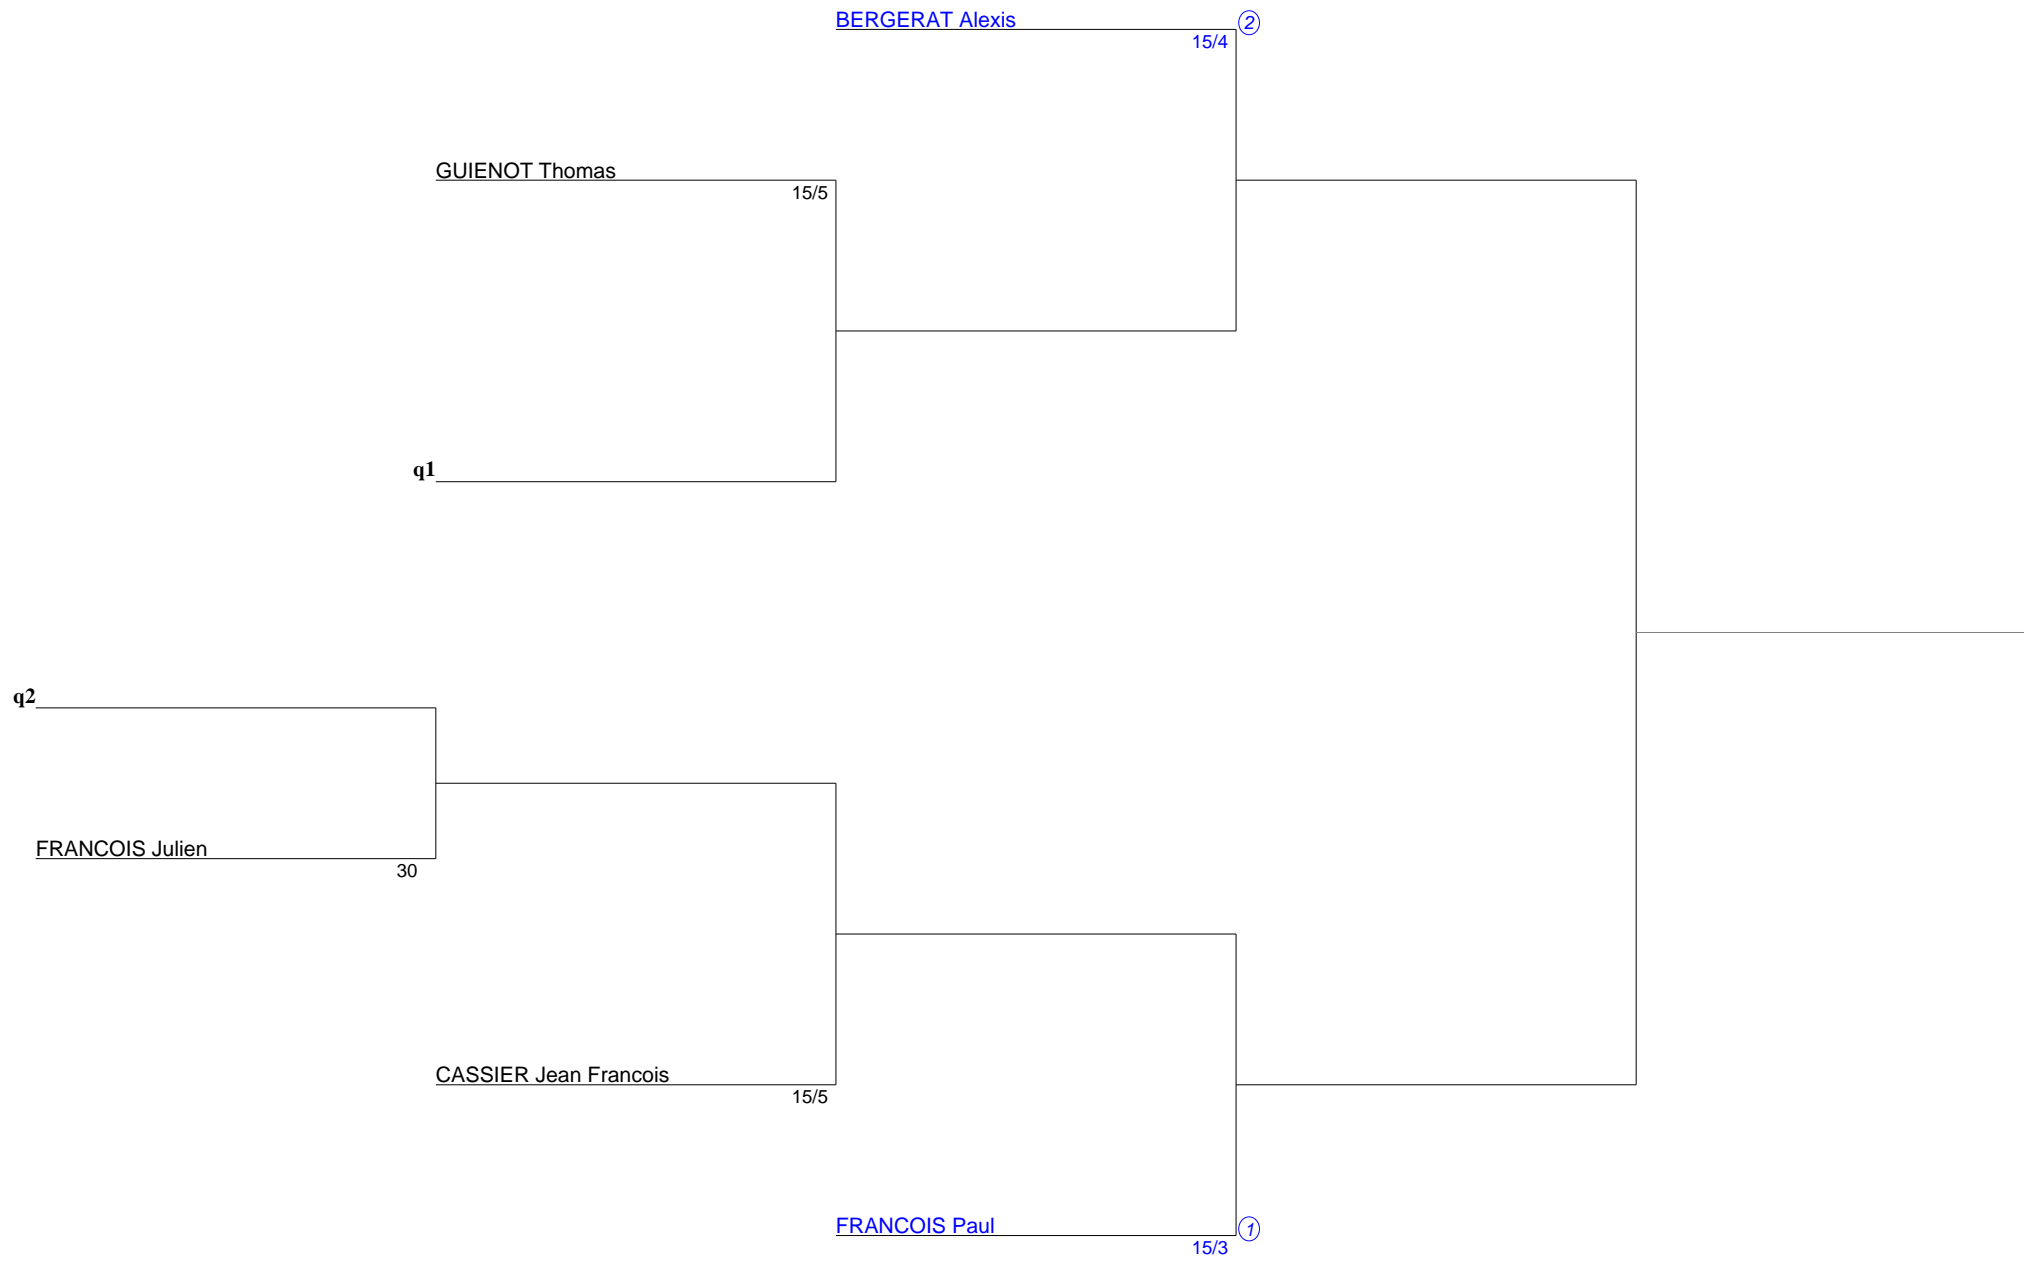 BERGERAT Alexis
2
15/4
GUIENOT Thomas
15/5
q1
q2
FRANCOIS Julien
30
CASSIER Jean Francois
15/5
FRANCOIS Paul
1
15/3